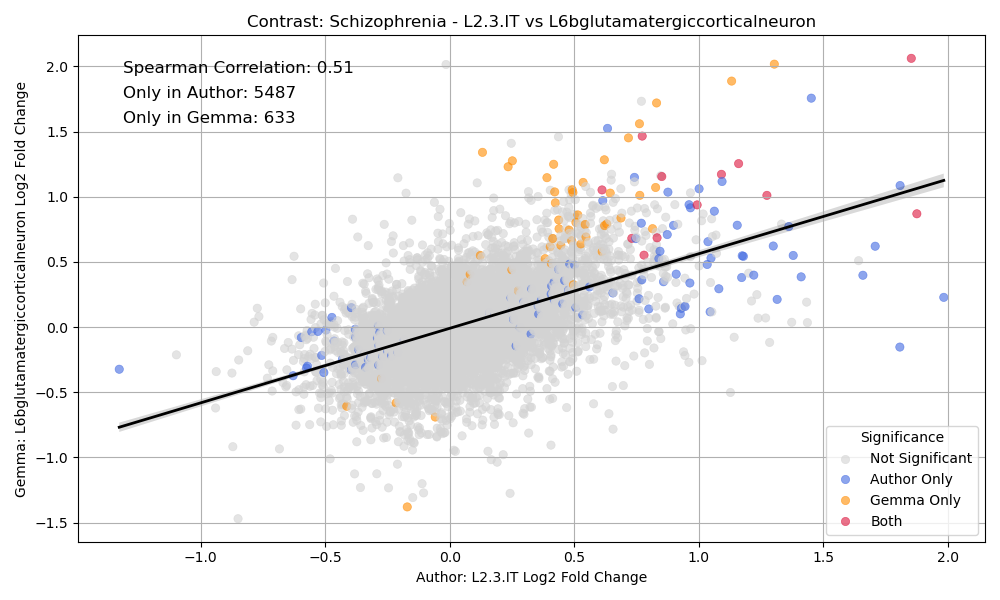 Contrast: Schizophrenia - L2.3.IT vs L6bglutamatergiccorticalneuron
Spearman Correlation: 0.51
Only in Author: 5487
Only in Gemma: 633
Gemma: L6bglutamatergiccorticalneuron Log2 Fold Change
2.0
1.5
1.0
0.5
0.0
−0.5
−1.0
−1.5
Significance
Not Significant
Author Only
Gemma Only
Both
−1.0
−0.5
0.0
0.5
1.0
1.5
2.0
Author: L2.3.IT Log2 Fold Change